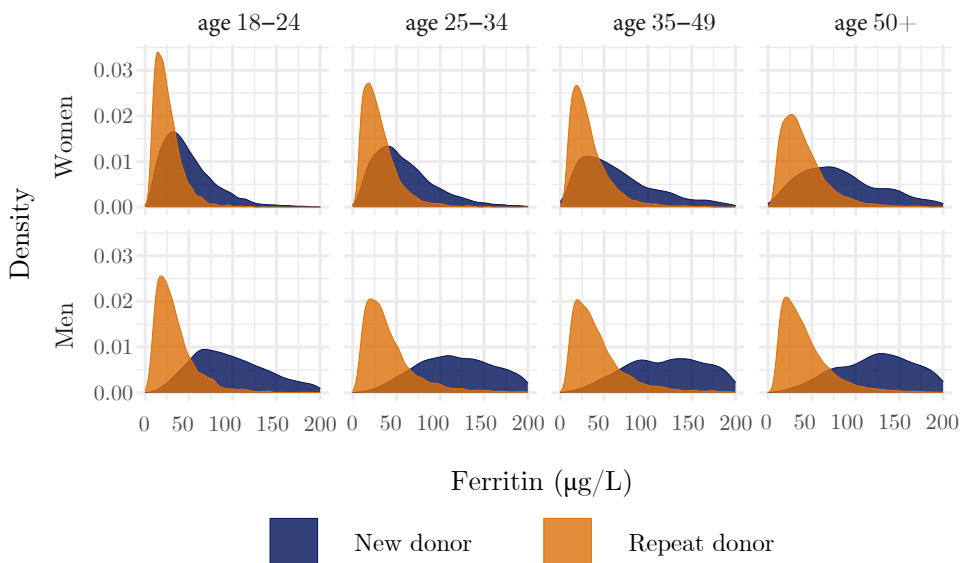 age 18–24 age 25–34 age 35–49 age 50+
Women
0.03
0.02
0.01
0.00
Men
0.03
0.02
0.01
0.00
Density
0 50 100 150 200 0 50 100 150 200 0 50 100 150 200 0 50 100 150 200
Ferritin (μg/L)
New donor Repeat donor